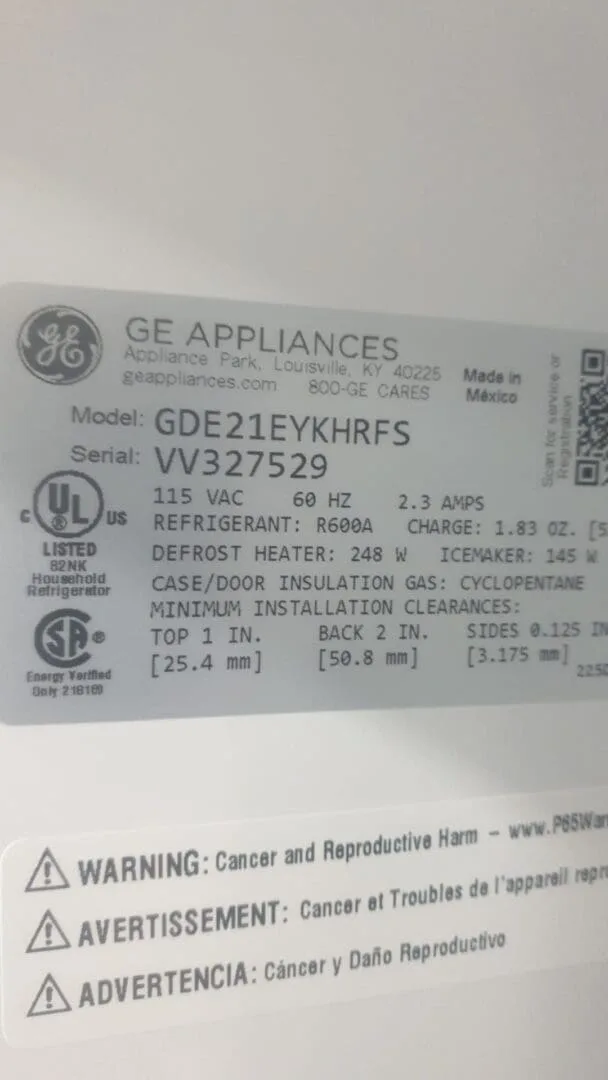 GE
GE APPLIANCES
Appliance Park, Louisville, KY 40225
geappliances.com 800-GE CARES
Made in
México
Scan for service or
Registration
Model: GDE21EYKHRFS
Serial: VV327529
C UL ® US
LISTED
82NK
Household
Refrigerator
SA ®
Energy Verified
Only 218169
115 VAC 60 HZ 2.3 AMPS
REFRIGERANT: R600A CHARGE: 1.83 OZ. [5
DEFROST HEATER: 248 W ICEMAKER: 145 W
CASE/DOOR INSULATION GAS: CYCLOPENTANE
MINIMUM INSTALLATION CLEARANCES:
TOP 1 IN. BACK 2 IN. SIDES 0.125 IN
[25.4 mm] [50.8 mm] [3.175 mm]
WARNING: Cancer and Reproductive Harm – www.P65War
AVERTISSEMENT: Cancer et Troubles de l'appareil repr
ADVERTENCIA: Cáncer y Daño Reproductivo